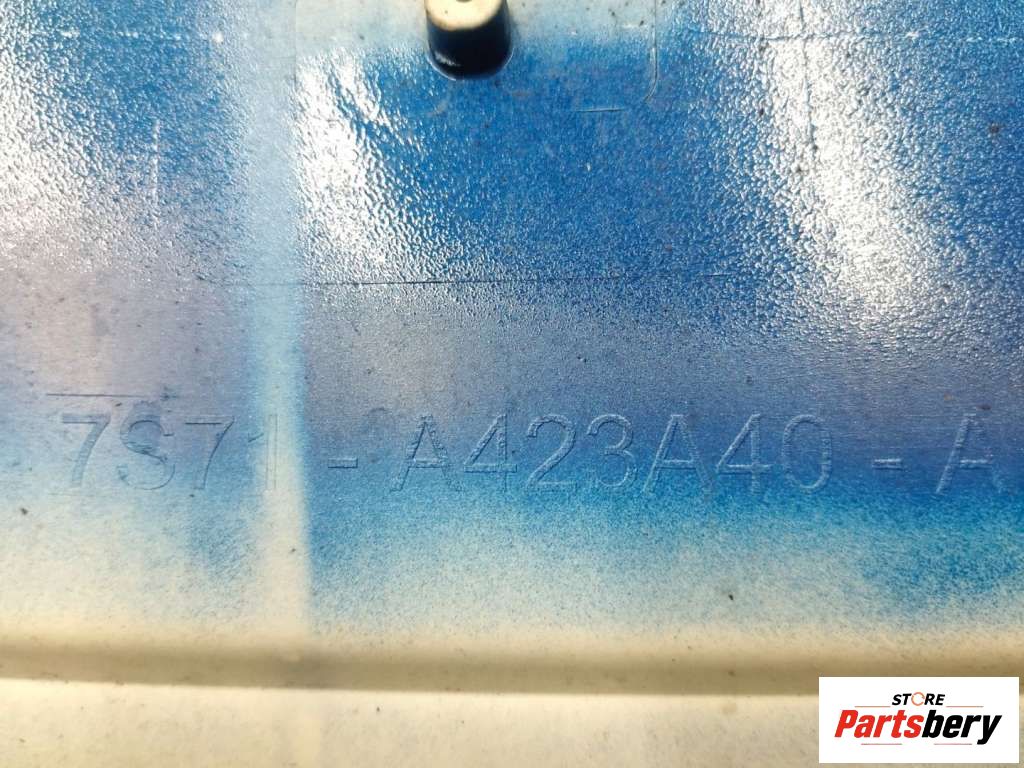 7S71 - A423A40 - A
STORE
Partsbery